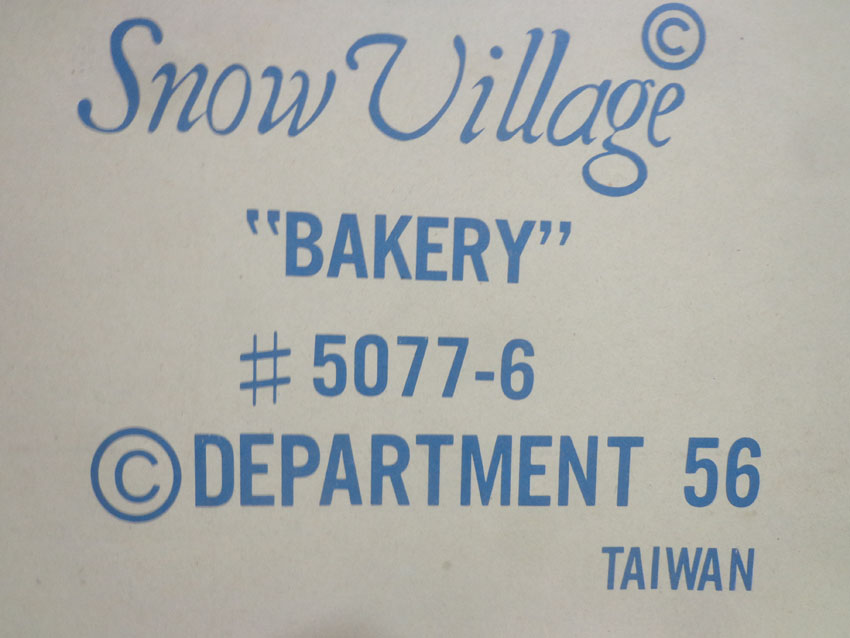 Snow Village ©
"BAKERY"
# 5077-6
© DEPARTMENT 56
TAIWAN